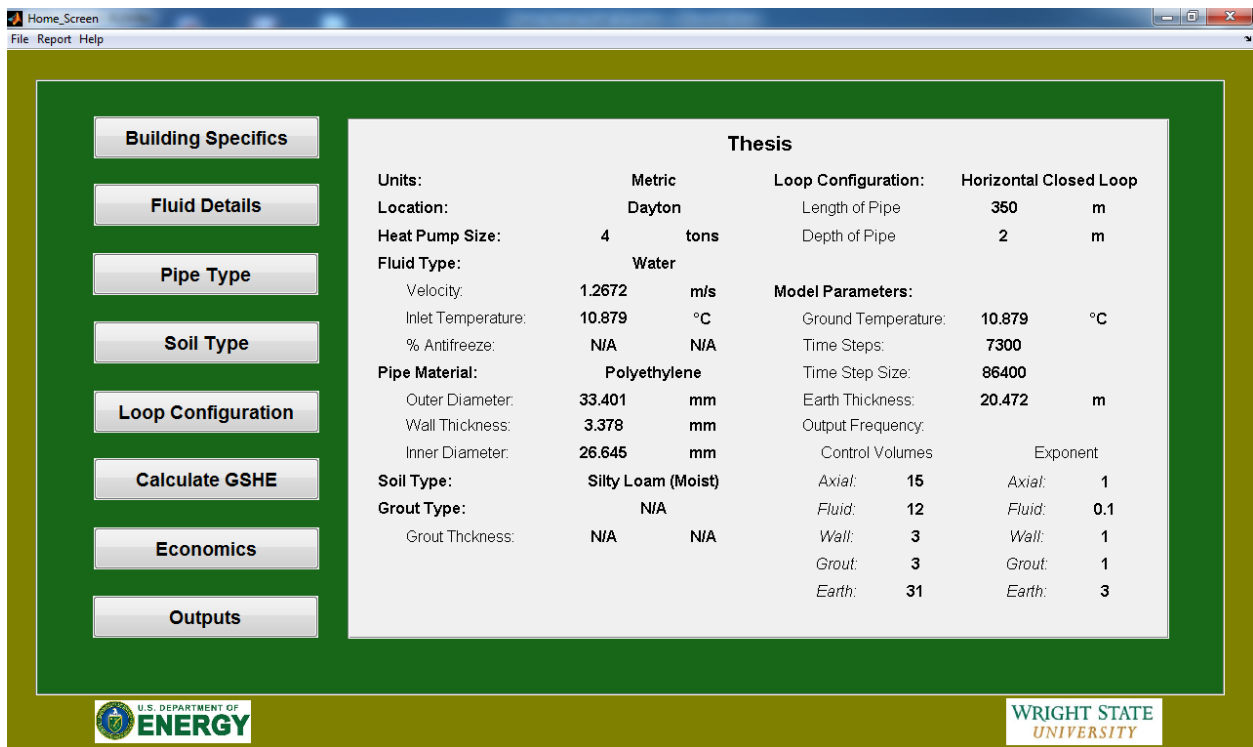 Home_Screen
File Report Help
Building Specifics
Fluid Details
Pipe Type
Soil Type
Loop Configuration
Calculate GSHE
Economics
Outputs
Thesis
Units: Metric
Location: Dayton
Heat Pump Size: 4 tons
Fluid Type: Water
Velocity: 1.2672 m/s
Inlet Temperature: 10.879 °C
% Antifreeze: N/A N/A
Pipe Material: Polyethylene
Outer Diameter: 33.401 mm
Wall Thickness: 3.378 mm
Inner Diameter: 26.645 mm
Soil Type: Silty Loam (Moist)
Grout Type: N/A
Grout Thckness: N/A N/A
Loop Configuration: Horizontal Closed Loop
Length of Pipe 350 m
Depth of Pipe 2 m
Model Parameters:
Ground Temperature: 10.879 °C
Time Steps: 7300
Time Step Size: 86400
Earth Thickness: 20.472 m
Output Frequency:
Control Volumes Exponent
Axial: 15 Axial: 1
Fluid: 12 Fluid: 0.1
Wall: 3 Wall: 1
Grout: 3 Grout: 1
Earth: 31 Earth: 3
U.S. DEPARTMENT OF
ENERGY
WRIGHT STATE
UNIVERSITY